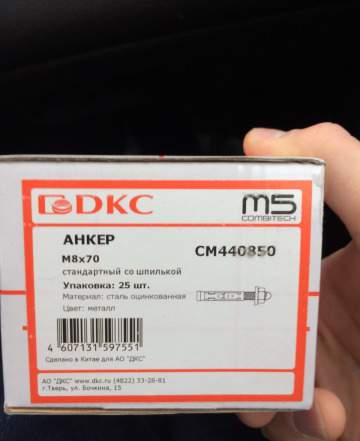 DKC
M5
COMBITECH
АНКЕР
M8x70
CM440850
стандартный со шпилькой
Упаковка: 25 шт.
Материал: сталь оцинкованная
Цвет: металл
4 607131 597551
Сделано в Китае для АО "ДКС"
АО "ДКС" www.dkc.ru (4822) 33-28-81
г.Тверь, ул. Бочкина, 15